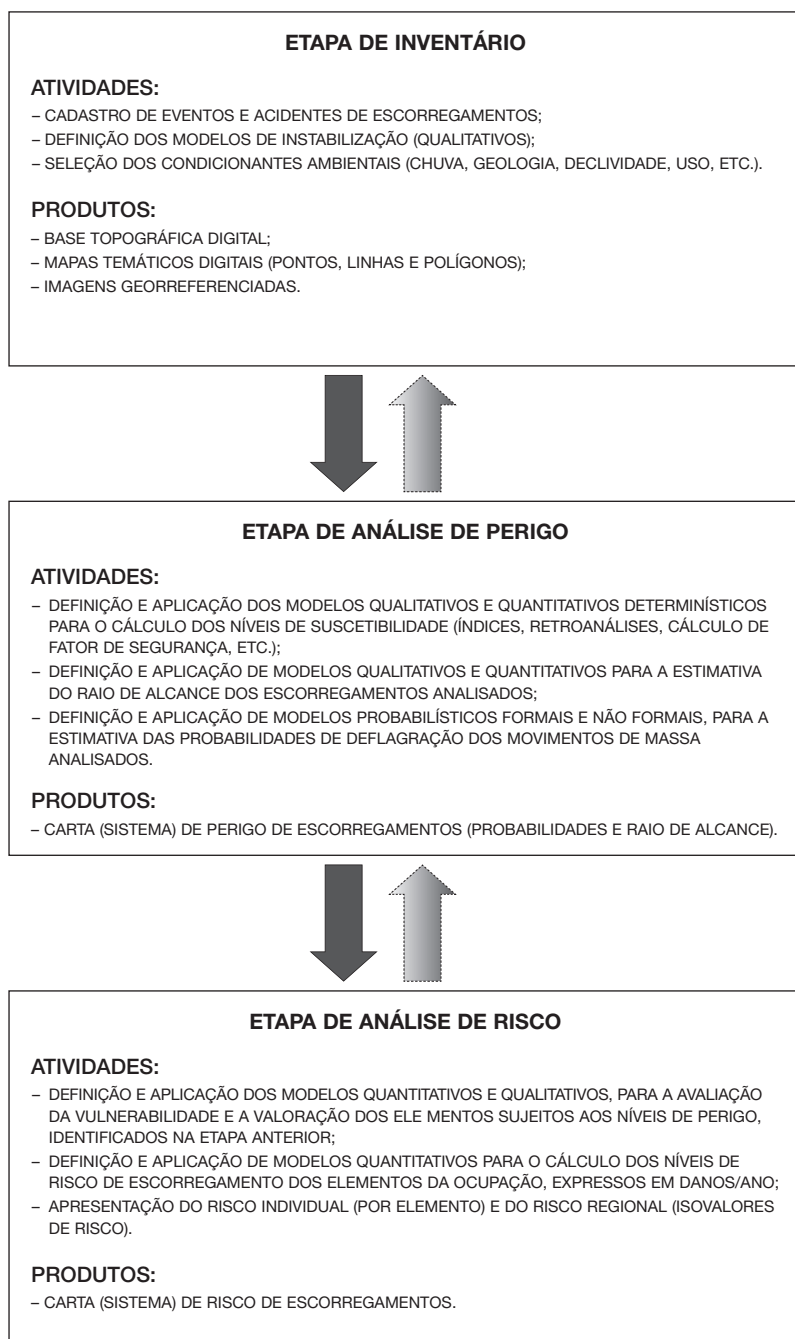 ETAPA DE INVENTÁRIO
ATIVIDADES:
– CADASTRO DE EVENTOS E ACIDENTES DE ESCORREGAMENTOS;
– DEFINIÇÃO DOS MODELOS DE INSTABILIZAÇÃO (QUALITATIVOS);
– SELEÇÃO DOS CONDICIONANTES AMBIENTAIS (CHUVA, GEOLOGIA, DECLIVIDADE, USO, ETC.).
PRODUTOS:
– BASE TOPOGRÁFICA DIGITAL;
– MAPAS TEMÁTICOS DIGITAIS (PONTOS, LINHAS E POLÍGONOS);
– IMAGENS GEORREFERENCIADAS.
ETAPA DE ANÁLISE DE PERIGO
ATIVIDADES:
– DEFINIÇÃO E APLICAÇÃO DOS MODELOS QUALITATIVOS E QUANTITATIVOS DETERMINÍSTICOS
PARA O CÁLCULO DOS NÍVEIS DE SUSCETIBILIDADE (ÍNDICES, RETROANÁLISES, CÁLCULO DE
FATOR DE SEGURANÇA, ETC.);
– DEFINIÇÃO E APLICAÇÃO DE MODELOS QUALITATIVOS E QUANTITATIVOS PARA A ESTIMATIVA
DO RAIO DE ALCANCE DOS ESCORREGAMENTOS ANALISADOS;
– DEFINIÇÃO E APLICAÇÃO DE MODELOS PROBABILÍSTICOS FORMAIS E NÃO FORMAIS, PARA A
ESTIMATIVA DAS PROBABILIDADES DE DEFLAGRAÇÃO DOS MOVIMENTOS DE MASSA
ANALISADOS.
PRODUTOS:
– CARTA (SISTEMA) DE PERIGO DE ESCORREGAMENTOS (PROBABILIDADES E RAIO DE ALCANCE).
ETAPA DE ANÁLISE DE RISCO
ATIVIDADES:
– DEFINIÇÃO E APLICAÇÃO DOS MODELOS QUANTITATIVOS E QUALITATIVOS, PARA A AVALIAÇÃO
DA VULNERABILIDADE E A VALORAÇÃO DOS ELE MENTOS SUJEITOS AOS NÍVEIS DE PERIGO,
IDENTIFICADOS NA ETAPA ANTERIOR;
– DEFINIÇÃO E APLICAÇÃO DE MODELOS QUANTITATIVOS PARA O CÁLCULO DOS NÍVEIS DE
RISCO DE ESCORREGAMENTO DOS ELEMENTOS DA OCUPAÇÃO, EXPRESSOS EM DANOS/ANO;
– APRESENTAÇÃO DO RISCO INDIVIDUAL (POR ELEMENTO) E DO RISCO REGIONAL (ISOVALORES
DE RISCO).
PRODUTOS:
– CARTA (SISTEMA) DE RISCO DE ESCORREGAMENTOS.